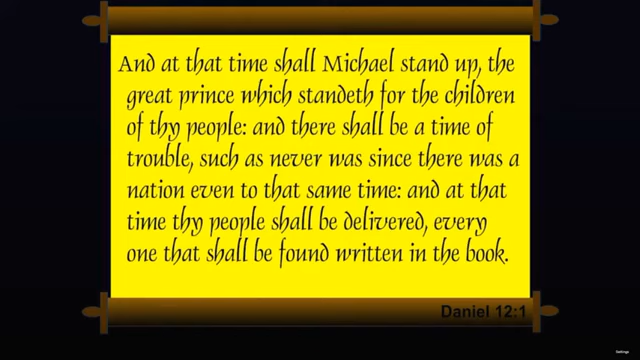 And at that time shall Michael stand up, the
great prince which standeth for the children
of thy people: and there shall be a time of
trouble, such as never was since there was a
nation even to that same time: and at that
time thy people shall be delivered, every
one that shall be found written in the book.
Daniel 12:1
Settings